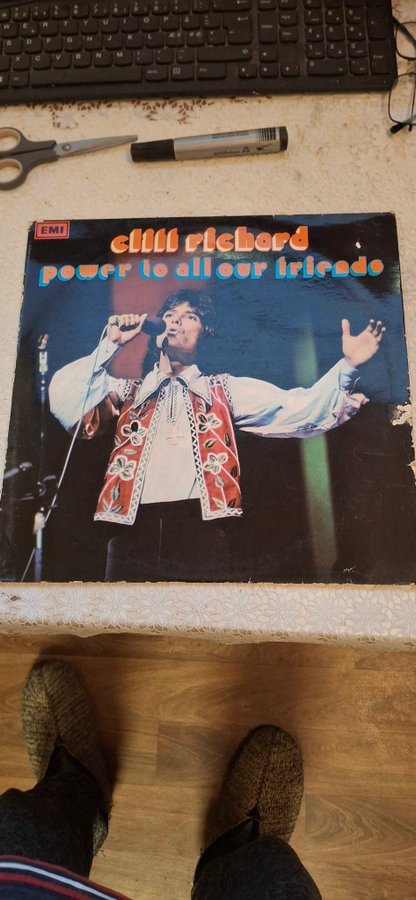 EMI
cliff richard
power to all our friends